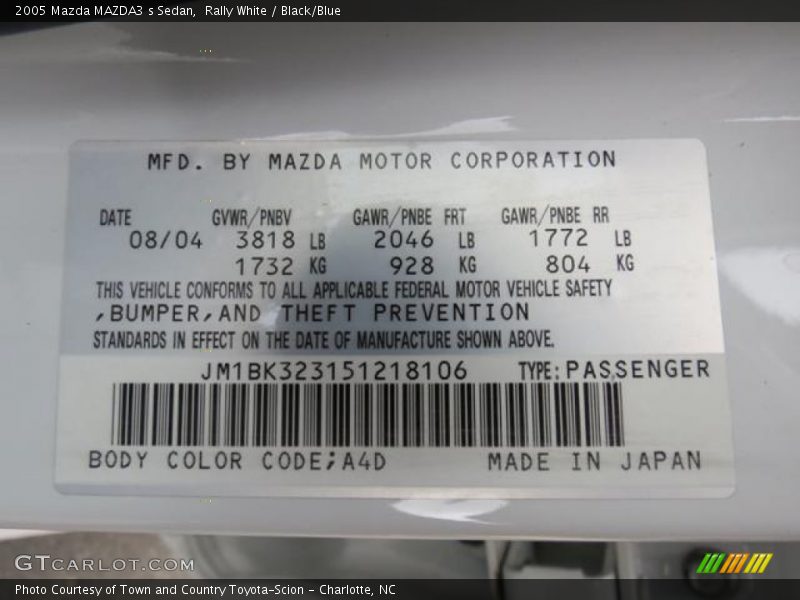 2005 Mazda MAZDA3 s Sedan, Rally White / Black/Blue
MFD. BY MAZDA MOTOR CORPORATION
DATE GVWR/PNBV GAWR/PNBE FRT GAWR/PNBE RR
08/04 3818 LB 2046 LB 1772 LB
1732 KG 928 KG 804 KG
THIS VEHICLE CONFORMS TO ALL APPLICABLE FEDERAL MOTOR VEHICLE SAFETY
,BUMPER,AND THEFT PREVENTION
STANDARDS IN EFFECT ON THE DATE OF MANUFACTURE SHOWN ABOVE.
JM1BK323151218106 TYPE:PASSENGER
BODY COLOR CODE;A4D MADE IN JAPAN
GTCARLOT.COM
Photo Courtesy of Town and Country Toyota-Scion - Charlotte, NC